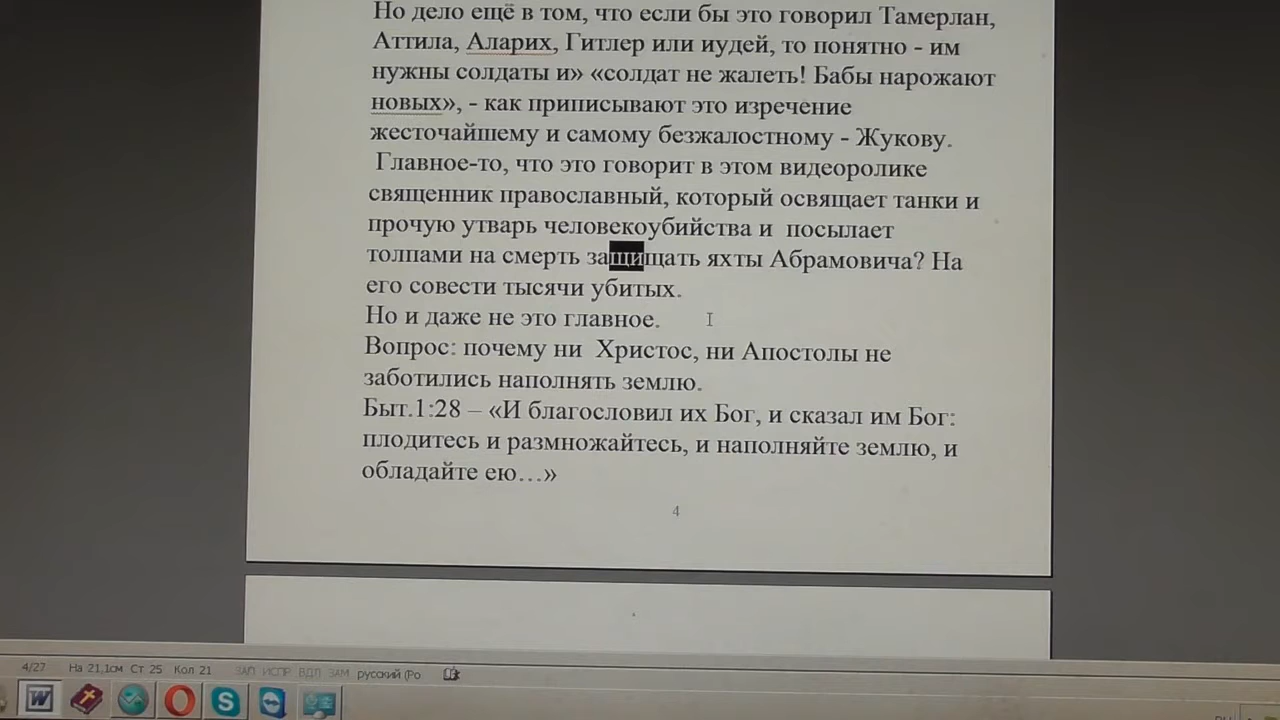 Но дело ещё в том, что если бы это говорил Тамерлан,
Аттила, Аларих, Гитлер или иудей, то понятно - им
нужны солдаты и» «солдат не жалеть! Бабы нарожают
новых», - как приписывают это изречение
жесточайшему и самому безжалостному - Жукову.
Главное-то, что это говорит в этом видеоролике
священник православный, который освящает танки и
прочую утварь человекоубийства и посылает
толпами на смерть защищать яхты Абрамовича? На
его совести тысячи убитых.
Но и даже не это главное.
Вопрос: почему ни Христос, ни Апостолы не
заботились наполнять землю.
Быт.1:28 – «И благословил их Бог, и сказал им Бог:
плодитесь и размножайтесь, и наполняйте землю, и
обладайте ею…»
4
4/27 На 21,1см Ст 25 Кол 21 ЗАП ИСПР ВДЛ ЗАМ русский (Ро